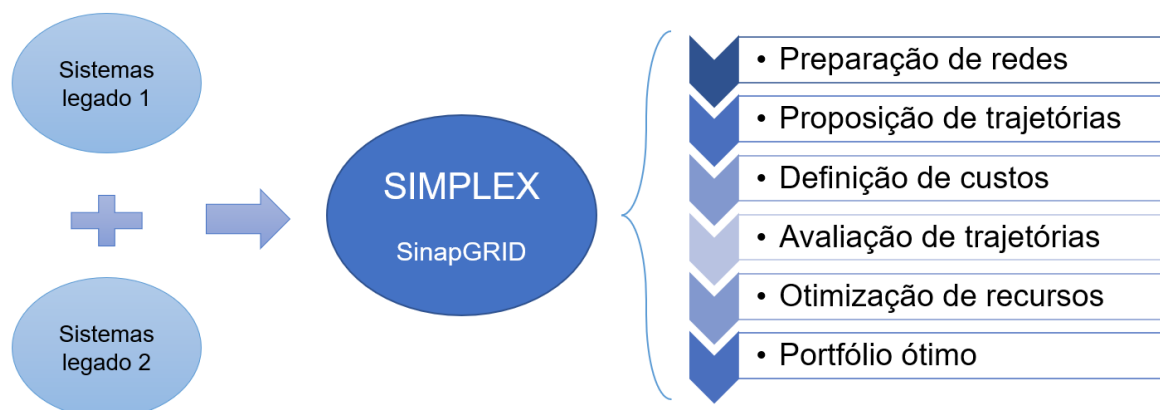 Sistemas
legado 1
Sistemas
legado 2
SIMPLEX
SinapGRID
• Preparação de redes
• Proposição de trajetórias
• Definição de custos
• Avaliação de trajetórias
• Otimização de recursos
• Portfólio ótimo